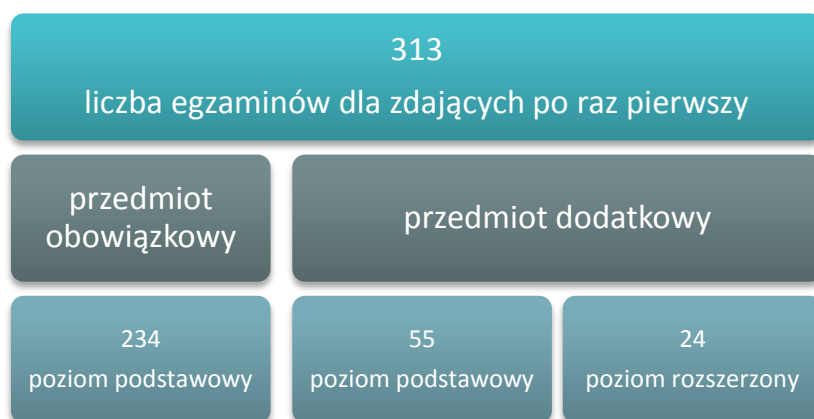 313
liczba egzaminów dla zdających po raz pierwszy
przedmiot
obowiązkowy
przedmiot dodatkowy
234
poziom podstawowy
55
poziom podstawowy
24
poziom rozszerzony